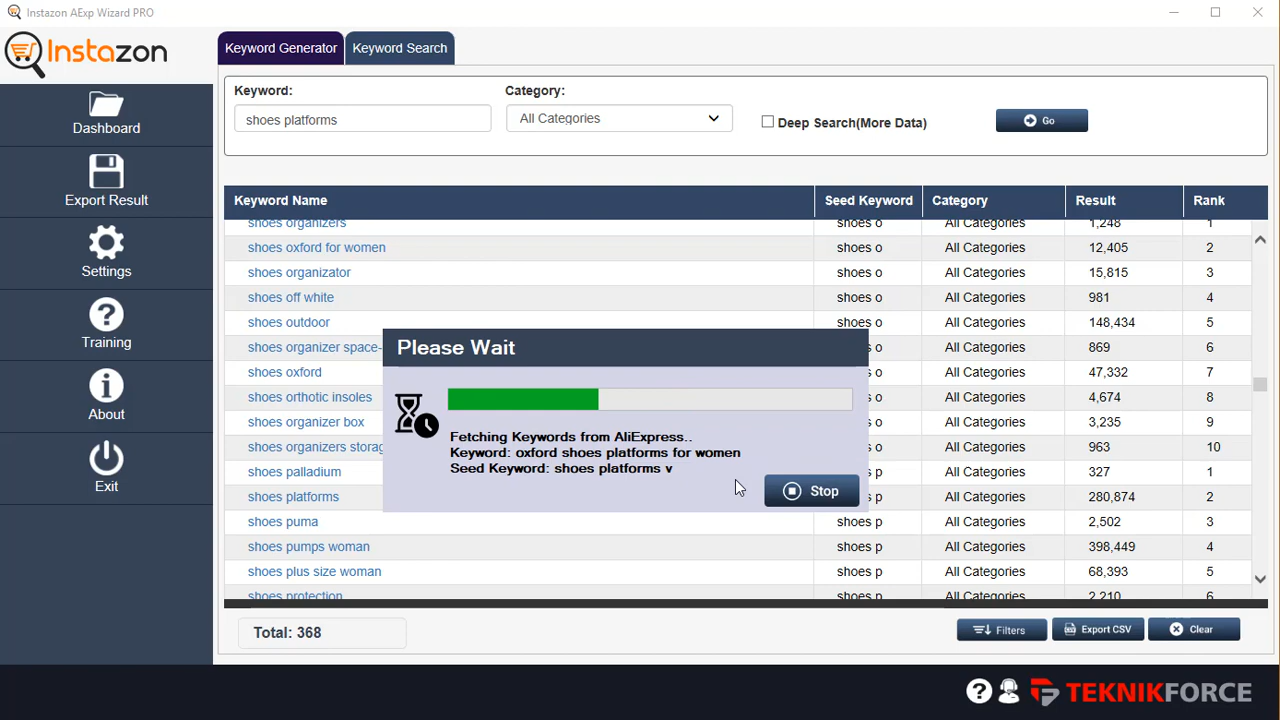 Instazon AExp Wizard PRO
Instazon
Keyword Generator
Keyword Search
Keyword:
Category:
shoes platforms
All Categories
Deep Search(More Data)
Go
Dashboard
Export Result
Settings
Training
About
Exit
Keyword Name Seed Keyword Category Result Rank
shoes organizers shoes o All Categories 1,248 1
shoes oxford for women shoes o All Categories 12,405 2
shoes organizator shoes o All Categories 15,815 3
shoes off white shoes o All Categories 981 4
shoes outdoor shoes o All Categories 148,434 5
shoes organizer space- s o All Categories 869 6
shoes oxford s o All Categories 47,332 7
shoes orthotic insoles s o All Categories 4,674 8
shoes organizer box s o All Categories 3,235 9
shoes organizers storag s o All Categories 963 10
shoes palladium s p All Categories 327 1
shoes platforms s p All Categories 280,874 2
shoes puma shoes p All Categories 2,502 3
shoes pumps woman shoes p All Categories 398,449 4
shoes plus size woman shoes p All Categories 68,393 5
shoes protection shoes p All Categories 2,210 6
Please Wait
Fetching Keywords from AliExpress..
Keyword: oxford shoes platforms for women
Seed Keyword: shoes platforms v
Stop
Total: 368
Filters
Export CSV
Clear
TEKNIKFORCE